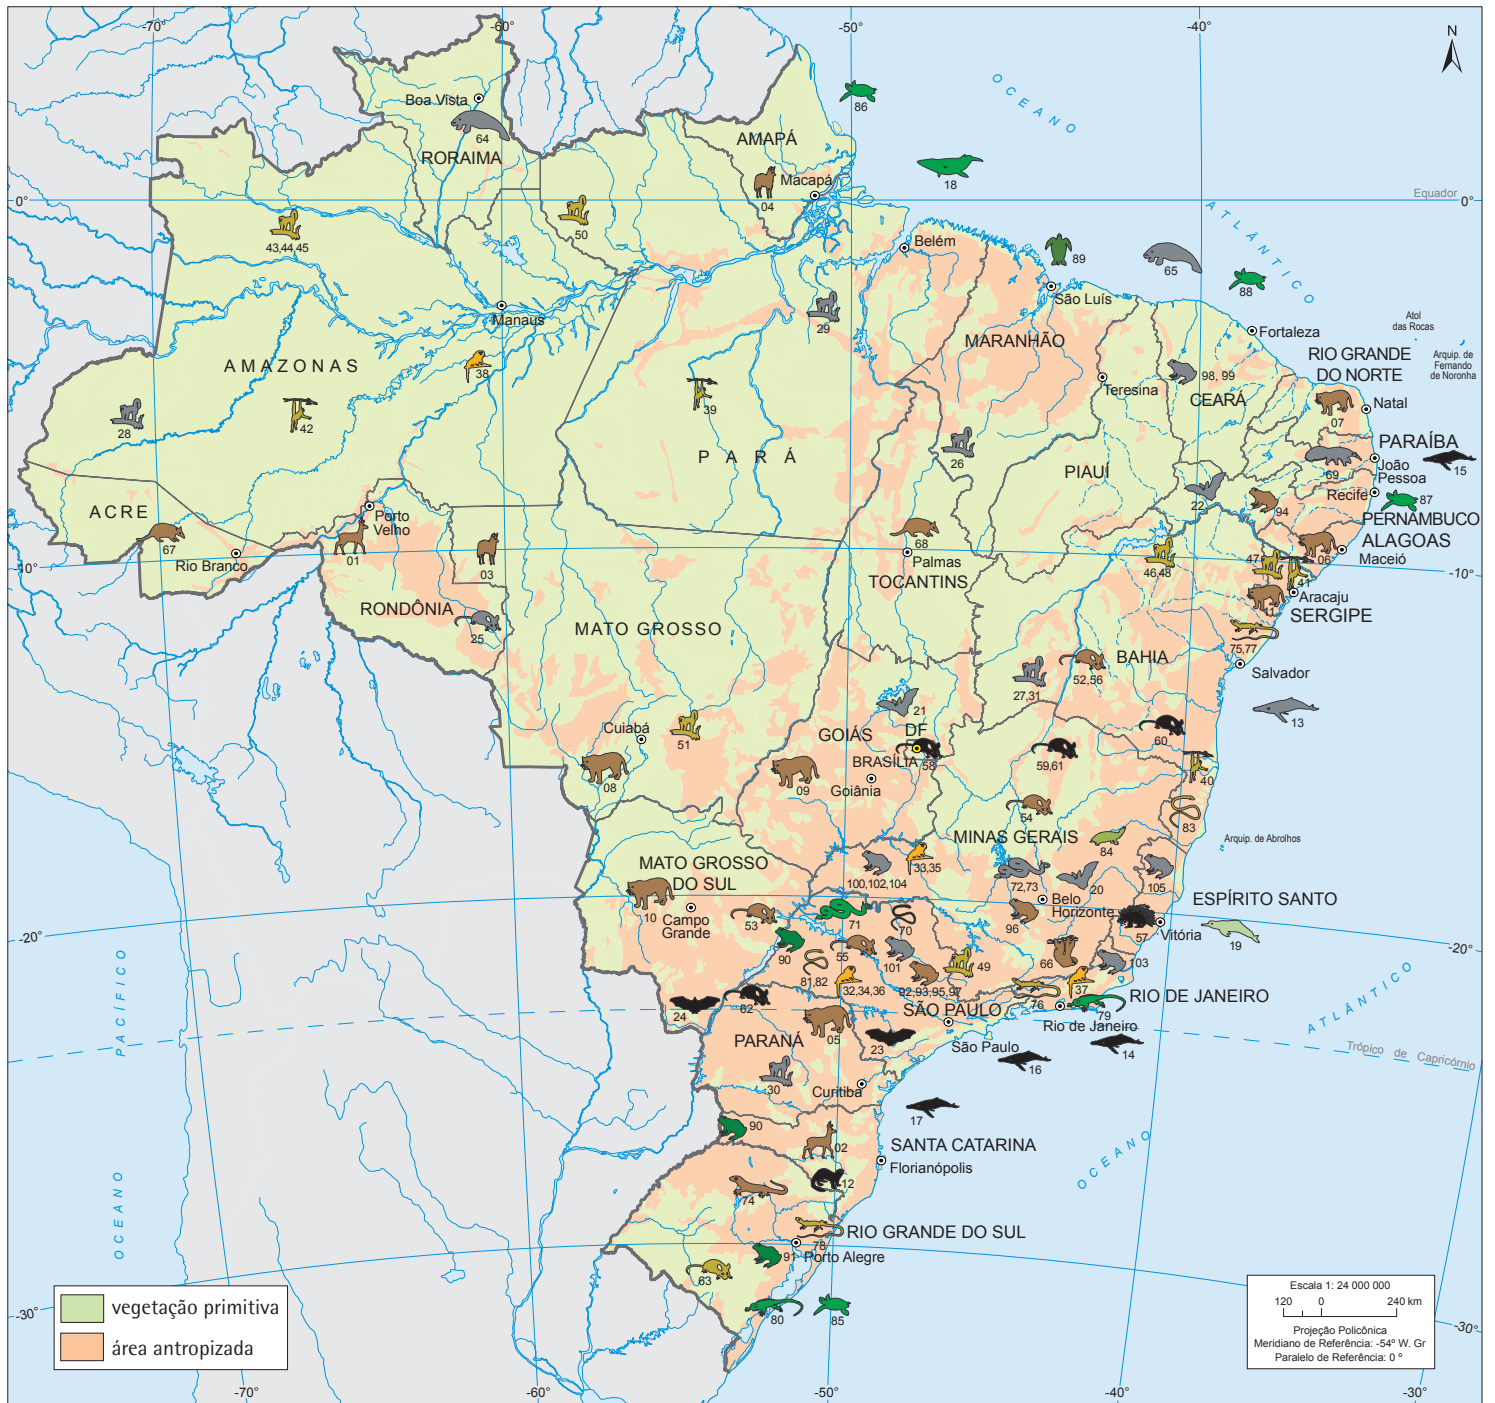 -70°
-60°
-50°
-40°
N
OCEANO
86
Boa Vista
64
RORAIMA
AMAPÁ
Macapá
04
18
Equador
0°
0°
ATLÂNTICO
43,44,45
50
Belém
89
65
88
São Luís
Manaus
29
Fortaleza
Atol
das Rocas
MARANHÃO
RIO GRANDE
DO NORTE
Arquip. de
Fernando
de Noronha
AMAZONAS
38
98, 99
Teresina
CEARÁ
39
07
Natal
28
42
PARÁ
26
PIAUÍ
PARAÍBA
69
João
Pessoa
15
Recife
22
94
87
ACRE
Porto
Velho
PERNAMBUCO
ALAGOAS
67
Rio Branco
01
03
68
Palmas
46,48
47
06
Maceió
-10°
-10°
TOCANTINS
41
11
Aracaju
SERGIPE
RONDÔNIA
25
MATO GROSSO
75,77
BAHIA
52,56
Salvador
27,31
13
21
Cuiabá
51
GOIÁS
DF
60
BRASÍLIA
58
59,61
08
09
Goiânia
40
54
83
MINAS GERAIS
84
Arquip. de Abrolhos
MATO GROSSO
DO SUL
100,102,104
33,35
72,73
20
105
10
Campo
Grande
53
71
70
Belo
Horizonte
96
ESPÍRITO SANTO
57
Vitória
19
-20°
-20°
90
55
101
49
66
103
81,82
32,34,36
92,93,95,97
76
37
RIO DE JANEIRO
79
24
62
SÃO PAULO
Rio de Janeiro
ATLÂNTICO
PARANÁ
05
23
São Paulo
14
16
Trópico de Capricórnio
30
Curitiba
17
90
02
SANTA CATARINA
Florianópolis
OCEANO
PACÍFICO
OCEANO
12
74
78
RIO GRANDE DO SUL
91
Porto Alegre
63
80
85
-30°
-30°
vegetação primitiva
área antropizada
Escala 1: 24 000 000
120 0 240 km
Projeção Policônica
Meridiano de Referência: -54º W. Gr
Paralelo de Referência: 0 º
-70°
-60°
-50°
-40°
-30°